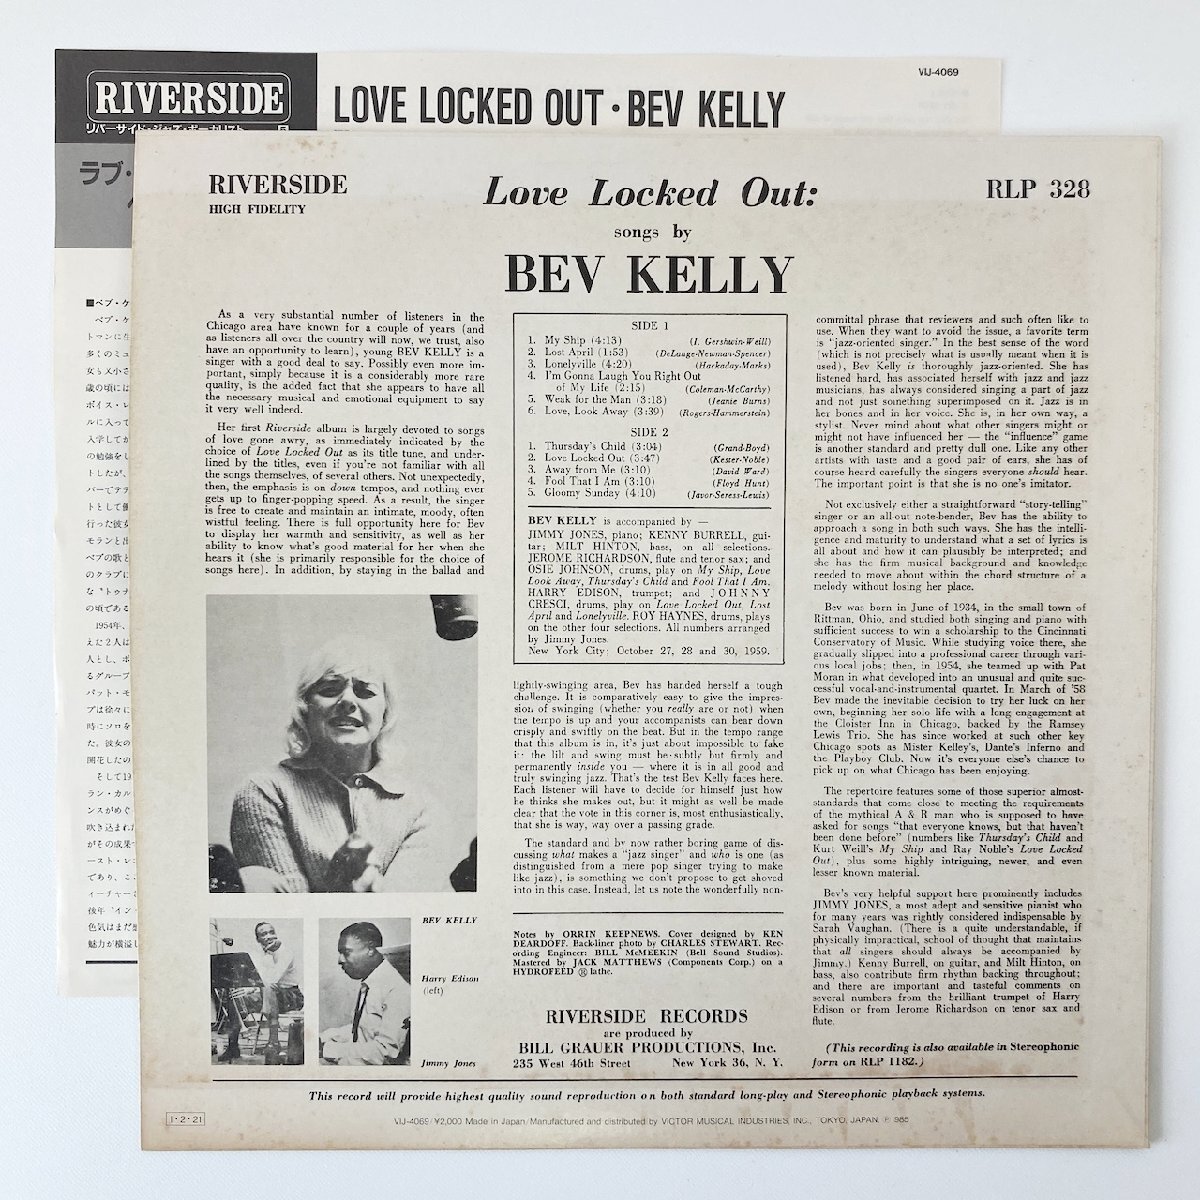 RIVERSIDE
リバーサイド・ジャズ・ボーカリスト
LOVE LOCKED OUT・BEV KELLY
VIJ-4069
ラブ・
RIVERSIDE
HIGH FIDELITY
Love Locked Out:
songs by
BEV KELLY
RLP 328
As a very substantial number of listeners in the
Chicago area have known for a couple of years (and
as listeners all over the country will now, we trust, also
have an opportunity to learn), young BEV KELLY is a
singer with a good deal to say. Possibly even more im-
portant, simply because it is a considerably more rare
quality, is the added fact that she appears to have all
the necessary musical and emotional equipment to say
it very well indeed.
Her first Riverside album is largely devoted to songs
of love gone awry, as immediately indicated by the
choice of Love Locked Out as its title tune, and under-
lined by the titles, even if you're not familiar with all
the songs themselves, of several others. Not unexpectedly,
then, the emphasis is on down tempos, and nothing ever
gets up to finger-popping speed. As a result, the singer
is free to create and maintain an intimate, moody, often
wistful feeling. There is full opportunity here for Bev
to display her warmth and sensitivity, as well as her
ability to know what's good material for her when she
hears it (she is primarily responsible for the choice of
songs here). In addition, by staying in the ballad and
SIDE 1
1. My Ship (4:13) (I. Gershwin-Weill)
2. Lost April (1:53) (DeLange-Newman-Spencer)
3. Lonelyville (4:20) (Harkaday-Marks)
4. I'm Gonna Laugh You Right Out
of My Life (2:15) (Coleman-McCarthy)
5. Weak for the Man (3:18) (Jeanie Burns)
6. Love, Look Away (3:39) (Rogers-Hammerstein)
SIDE 2
1. Thursday's Child (3:04) (Grand-Boyd)
2. Love Locked Out (5:47) (Kester-Noble)
3. Away from Me (3:10) (David Ward)
4. Fool That I Am (3:10) (Floyd Hunt)
5. Gloomy Sunday (4:10) (Javor-Seress-Lewis)
BEV KELLY is accompanied by —
JIMMY JONES, piano; KENNY BURRELL, gui-
tar; MILT HINTON, bass, on all selections.
JEROME RICHARDSON, flute and tenor sax; and
OSIE JOHNSON, drums, play on My Ship, Love
Look Away, Thursday's Child and Fool That I Am.
HARRY EDISON, trumpet; and JOHNNY
CRESCI, drums, play on Love Locked Out, Lost
April and Lonelyville. ROY HAYNES, drums, plays
on the other four selections. All numbers arranged
by Jimmy Jones.
New York City; October 27, 28 and 30, 1959.
lightly-swinging area, Bev has handed herself a tough
challenge. It is comparatively easy to give the impres-
sion of swinging (whether you really are or not) when
the tempo is up and your accompanists can bear down
crisply and swiftly on the beat. But in the tempo range
that this album is in, it's just about impossible to fake
it: the lilt and swing must be subtly but firmly and
permanently inside you — where it is in all good and
truly swinging jazz. That's the test Bev Kelly faces here.
Each listener will have to decide for himself just how
he thinks she makes out, but it might as well be made
clear that the vote in this corner is, most enthusiastically,
that she is way, way over a passing grade.
The standard and by now rather boring game of dis-
cussing what makes a "jazz singer" and who is one (as
distinguished from a mere pop singer trying to make
like jazz), is something we don't propose to get shoved
into in this case. Instead, let us note the wonderfully non-
committal phrase that reviewers and such often like to
use. When they want to avoid the issue, a favorite term
is "jazz-oriented singer." In the best sense of the word
(which is not precisely what is usually meant when it is
used), Bev Kelly is thoroughly jazz-oriented. She has
listened hard, has associated herself with jazz and jazz
musicians, has always considered singing a part of jazz
and not just something superimposed on it. Jazz is in
her bones and in her voice. She is, in her own way, a
stylist. Never mind about what other singers might or
might not have influenced her — the "influence" game
is another standard and pretty dull one. Like any other
artists with taste and a good pair of ears, she has of
course heard carefully the singers everyone should hear.
The important point is that she is no one's imitator.
Not exclusively either a straightforward "story-telling"
singer or an all-out note-bender, Bev has the ability to
approach a song in both such ways. She has the intelli-
gence and maturity to understand what a set of lyrics is
all about and how it can plausibly be interpreted; and
she has the firm musical background and knowledge
needed to move about within the chord structure of a
melody without losing her place.
Bev was born in June of 1934, in the small town of
Rittman, Ohio, and studied both singing and piano with
sufficient success to win a scholarship to the Cincinnati
Conservatory of Music. While studying voice there, she
gradually slipped into a professional career through vari-
ous local jobs; then, in 1954, she teamed up with Pat
Moran in what developed into an unusual and quite suc-
cessful vocal-and-instrumental quartet. In March of '58
Bev made the inevitable decision to try her luck on her
own, beginning her solo life with a long engagement at
the Cloister Inn in Chicago, backed by the Ramsey
Lewis Trio. She has since worked at such other key
Chicago spots as Mister Kelley's, Dante's Inferno and
the Playboy Club. Now it's everyone else's chance to
pick up on what Chicago has been enjoying.
The repertoire features some of those superior almost-
standards that come close to meeting the requirements
of the mythical A & R man who is supposed to have
asked for songs "that everyone knows, but that haven't
been done before" (numbers like Thursday's Child and
Kurt Weill's My Ship and Ray Noble's Love Locked
Out), plus some highly intriguing, newer, and even
lesser known material.
Bev's very helpful support here prominently includes
JIMMY JONES, a most adept and sensitive pianist who
for many years was rightly considered indispensable by
Sarah Vaughan. (There is a quite understandable, if
physically impractical, school of thought that maintains
that all singers should always be accompanied by
Jimmy.) Kenny Burrell, on guitar, and Milt Hinton, on
bass, also contribute firm rhythm backing throughout;
and there are important and tasteful comments on
several numbers from the brilliant trumpet of Harry
Edison or from Jerome Richardson on tenor sax and
flute.
(This recording is also available in Stereophonic
form on RLP 1182.)
BEV KELLY
Harry Edison
(left)
Jimmy Jones
Notes by ORRIN KEEPNEWS. Cover designed by KEN
DEARDOFF. Back-liner photo by CHARLES STEWART. Rec-
ording Engineer: BILL McMEEKIN (Bell Sound Studios).
Mastered by JACK MATTHEWS (Components Corp.) on a
HYDROFEED ® lathe.
RIVERSIDE RECORDS
are produced by
BILL GRAUER PRODUCTIONS, Inc.
235 West 46th Street New York 36, N. Y.
This record will provide highest quality sound reproduction on both standard long-play and Stereophonic playback systems.
1・2・21
VIJ-4069/¥2,000 Made in Japan/Manufactured and distributed by VICTOR MUSICAL INDUSTRIES, INC., TOKYO, JAPAN.